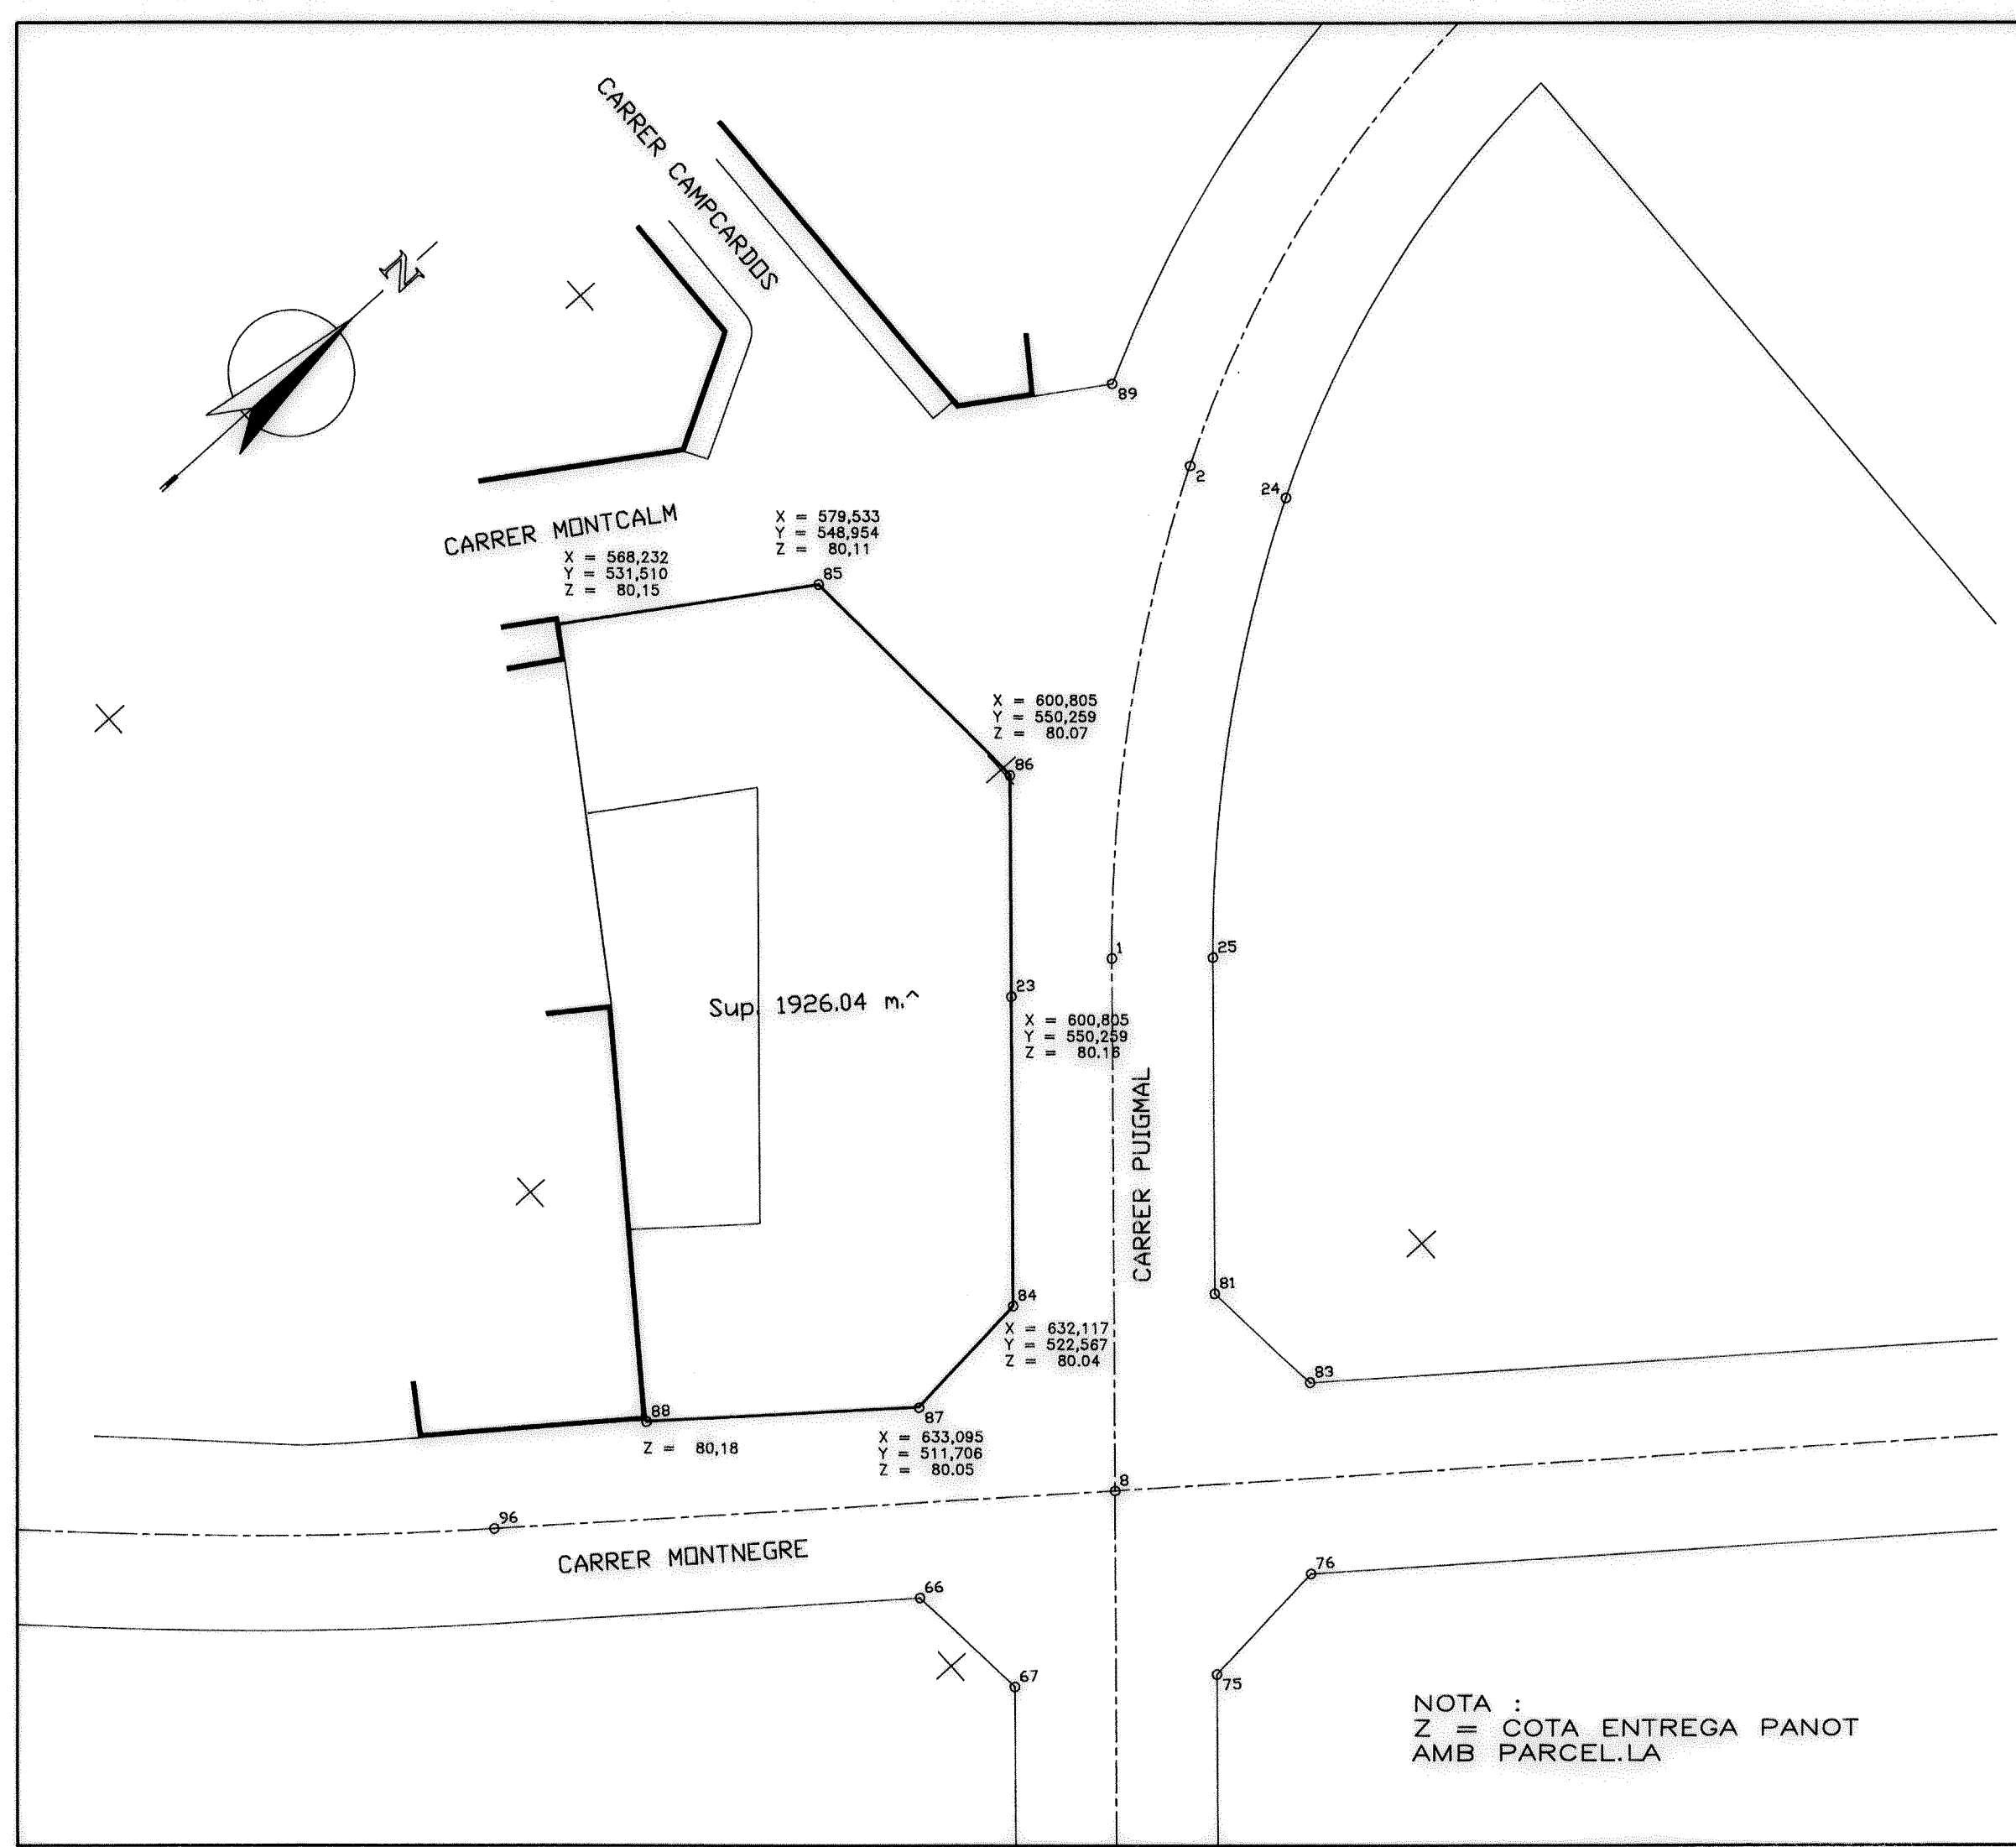 CARRER CAMPCARDOS
N
89
2
24
CARRER MONTCALM
X = 579,533
Y = 548,954
Z = 80,11
X = 568,232
Y = 531,510
Z = 80,15
85
X = 600,805
Y = 550,259
Z = 80.07
86
1
25
23
Sup. 1926.04 m.^
X = 600,805
Y = 550,259
Z = 80.16
CARRER PUIGMAL
81
84
X = 632,117
Y = 522,567
Z = 80.04
83
88
87
Z = 80,18
X = 633,095
Y = 511,706
Z = 80.05
8
96
CARRER MONTNEGRE
76
66
67
75
NOTA :
Z = COTA ENTREGA PANOT
AMB PARCEL.LA